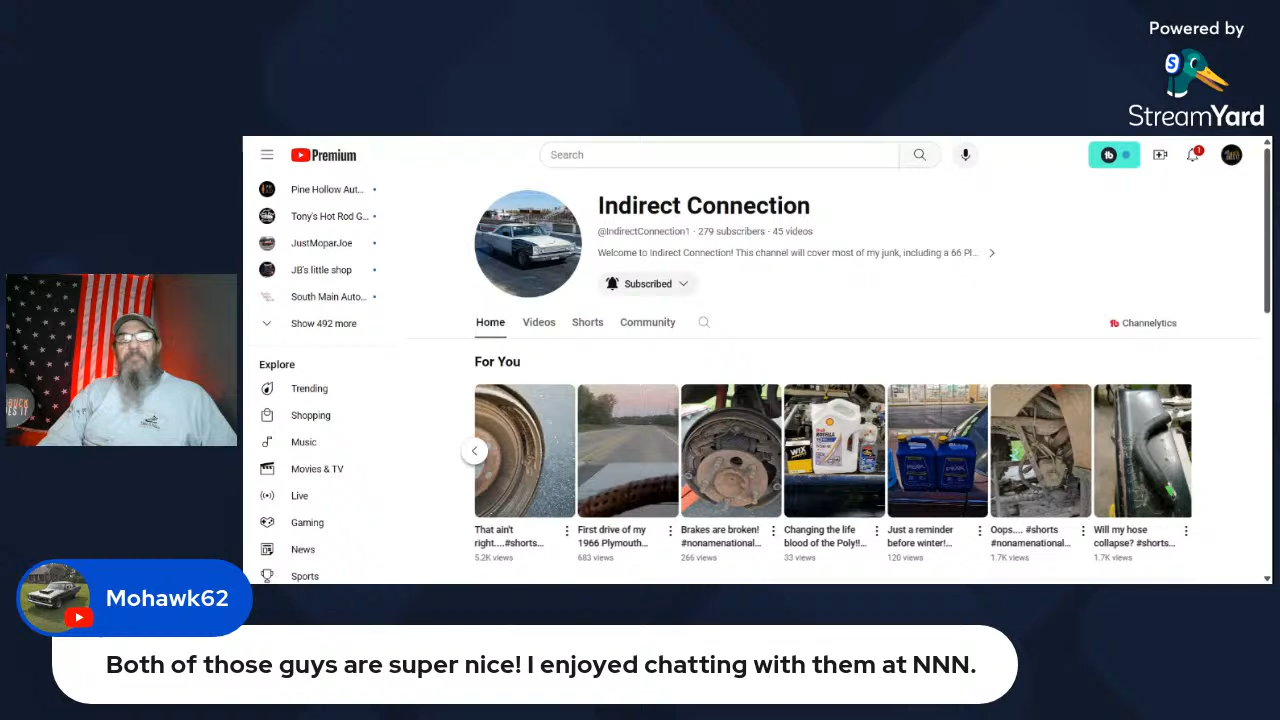 Powered by
StreamYard
Premium
Search
1
Pine Hollow Aut...
Tony's Hot Rod G...
JustMoparJoe
JB's little shop
South Main Auto...
Show 492 more
Explore
Trending
Shopping
Music
Movies & TV
Live
Gaming
News
Sports
Indirect Connection
@IndirectConnection1 · 279 subscribers · 45 videos
Welcome to Indirect Connection! This channel will cover most of my junk, including a 66 Pl...
Subscribed
Home Videos Shorts Community
Channelytics
For You
That ain't
right....#shorts...
5.2K views
First drive of my
1966 Plymouth...
683 views
Brakes are broken!
#nonamenational...
266 views
Changing the life
blood of the Poly!!...
33 views
Just a reminder
before winter!...
120 views
Oops.... #shorts
#nonamenational...
1.7K views
Will my hose
collapse? #shorts...
1.7K views
WIX
Mohawk62
Both of those guys are super nice! I enjoyed chatting with them at NNN.